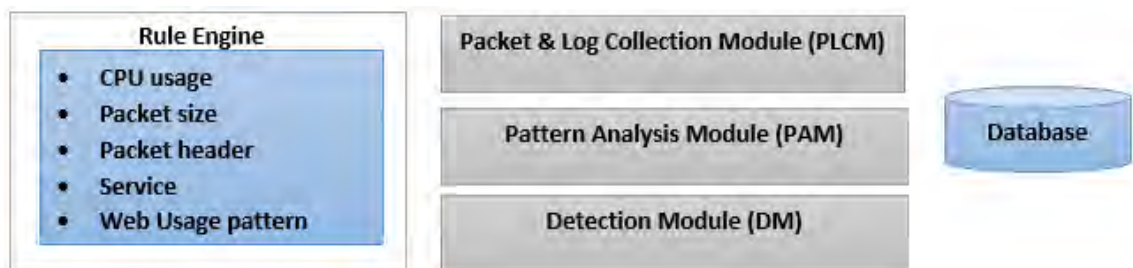 Rule Engine
• CPU usage
• Packet size
• Packet header
• Service
• Web Usage pattern
Packet & Log Collection Module (PLCM)
Pattern Analysis Module (PAM)
Detection Module (DM)
Database